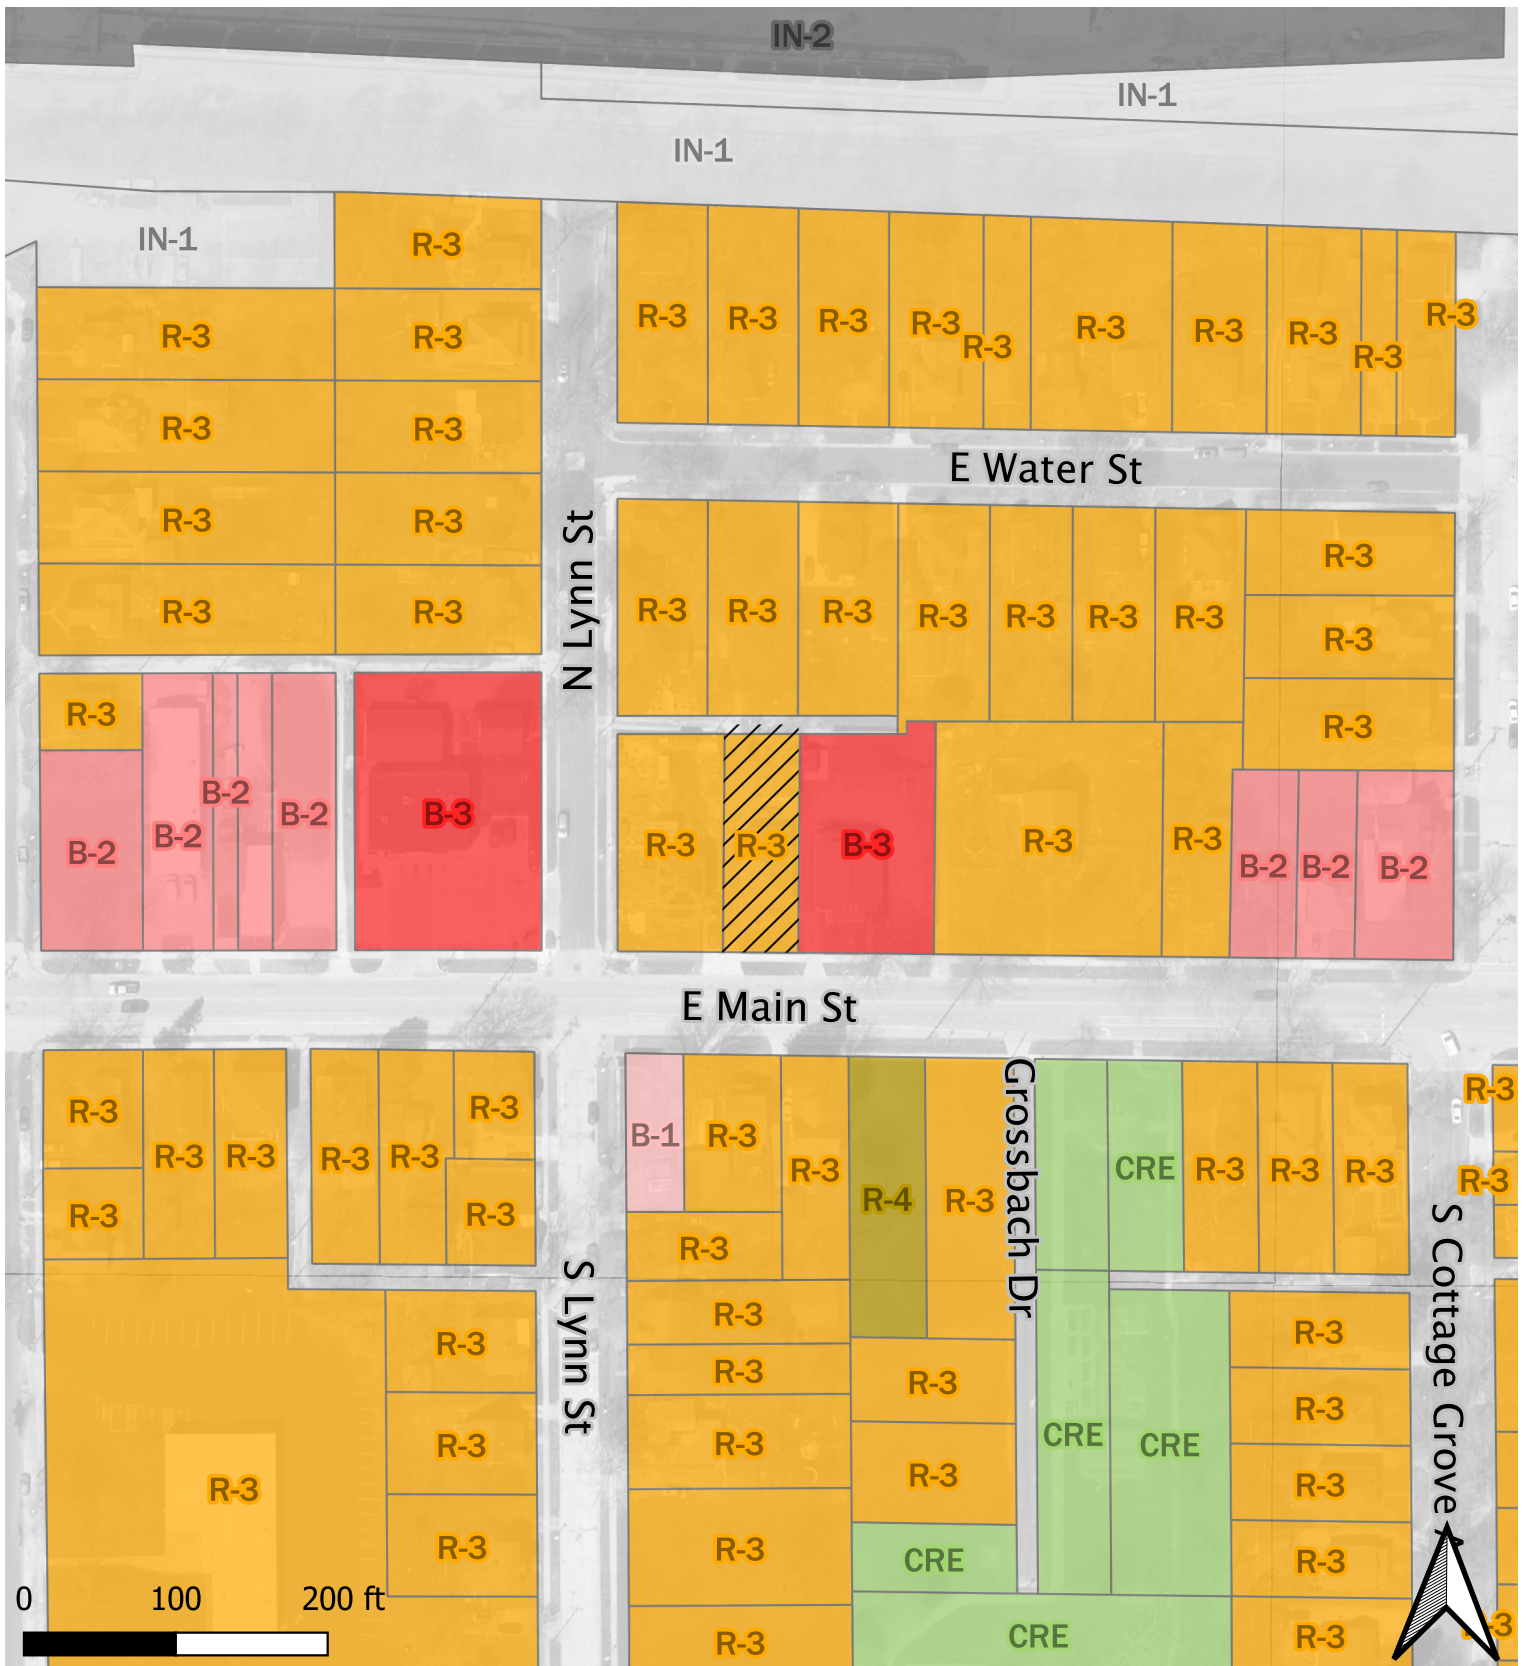 IN-2
IN-1
IN-1
IN-1
R-3
R-3 R-3 R-3 R-3 R-3 R-3 R-3 R-3 R-3 R-3
R-3 R-3
R-3 R-3
R-3 R-3
R-3 R-3
E Water St
N Lynn St
R-3 R-3 R-3 R-3 R-3 R-3 R-3
R-3
R-3
R-3
R-3
B-2 B-2 B-2 B-2
B-3
R-3 R-3 B-3 R-3 R-3 B-2 B-2 B-2
E Main St
R-3 R-3 R-3 R-3 R-3 R-3
R-3 R-3
B-1 R-3 R-3 R-4 R-3
Grossbach Dr
CRE R-3 R-3 R-3
R-3
R-3
S Cottage Grove A
S Lynn St
R-3
R-3
R-3
R-3
R-3
R-3
R-3
R-3
R-3
R-3
R-3
R-3
CRE
CRE CRE
CRE
R-3
R-3
R-3
R-3
R-3
R-3
0 100 200 ft